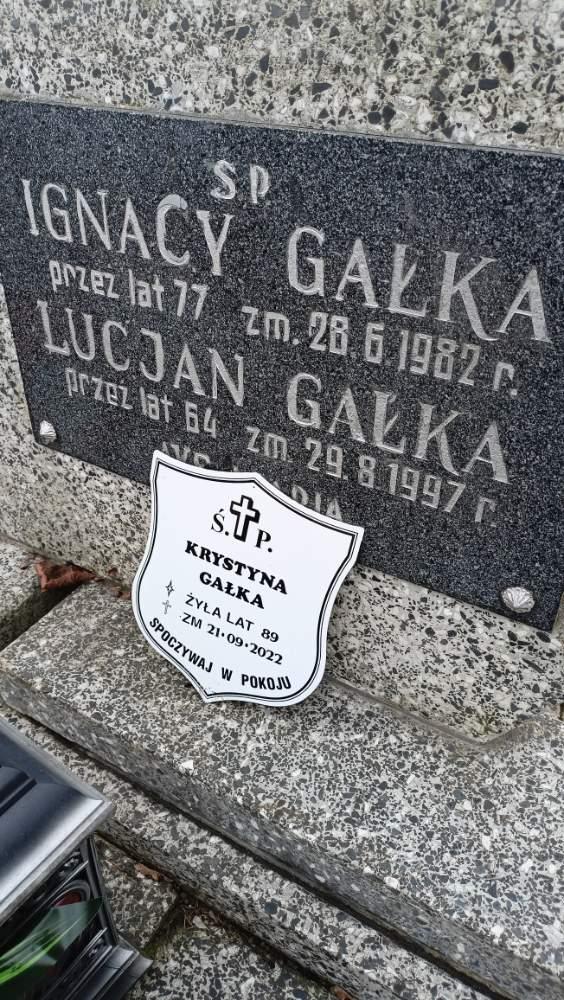 SP
IGNACY GAŁKA
przez lat 77 zm. 28.6.1982 r.
LUCJAN GAŁKA
przeż lat 64 zm. 29.8.1997 r.
Ś. P.
KRYSTYNA
GAŁKA
ŻYŁA LAT 89
ZM 21•09•2022
SPOCZYWAJ W POKOJU